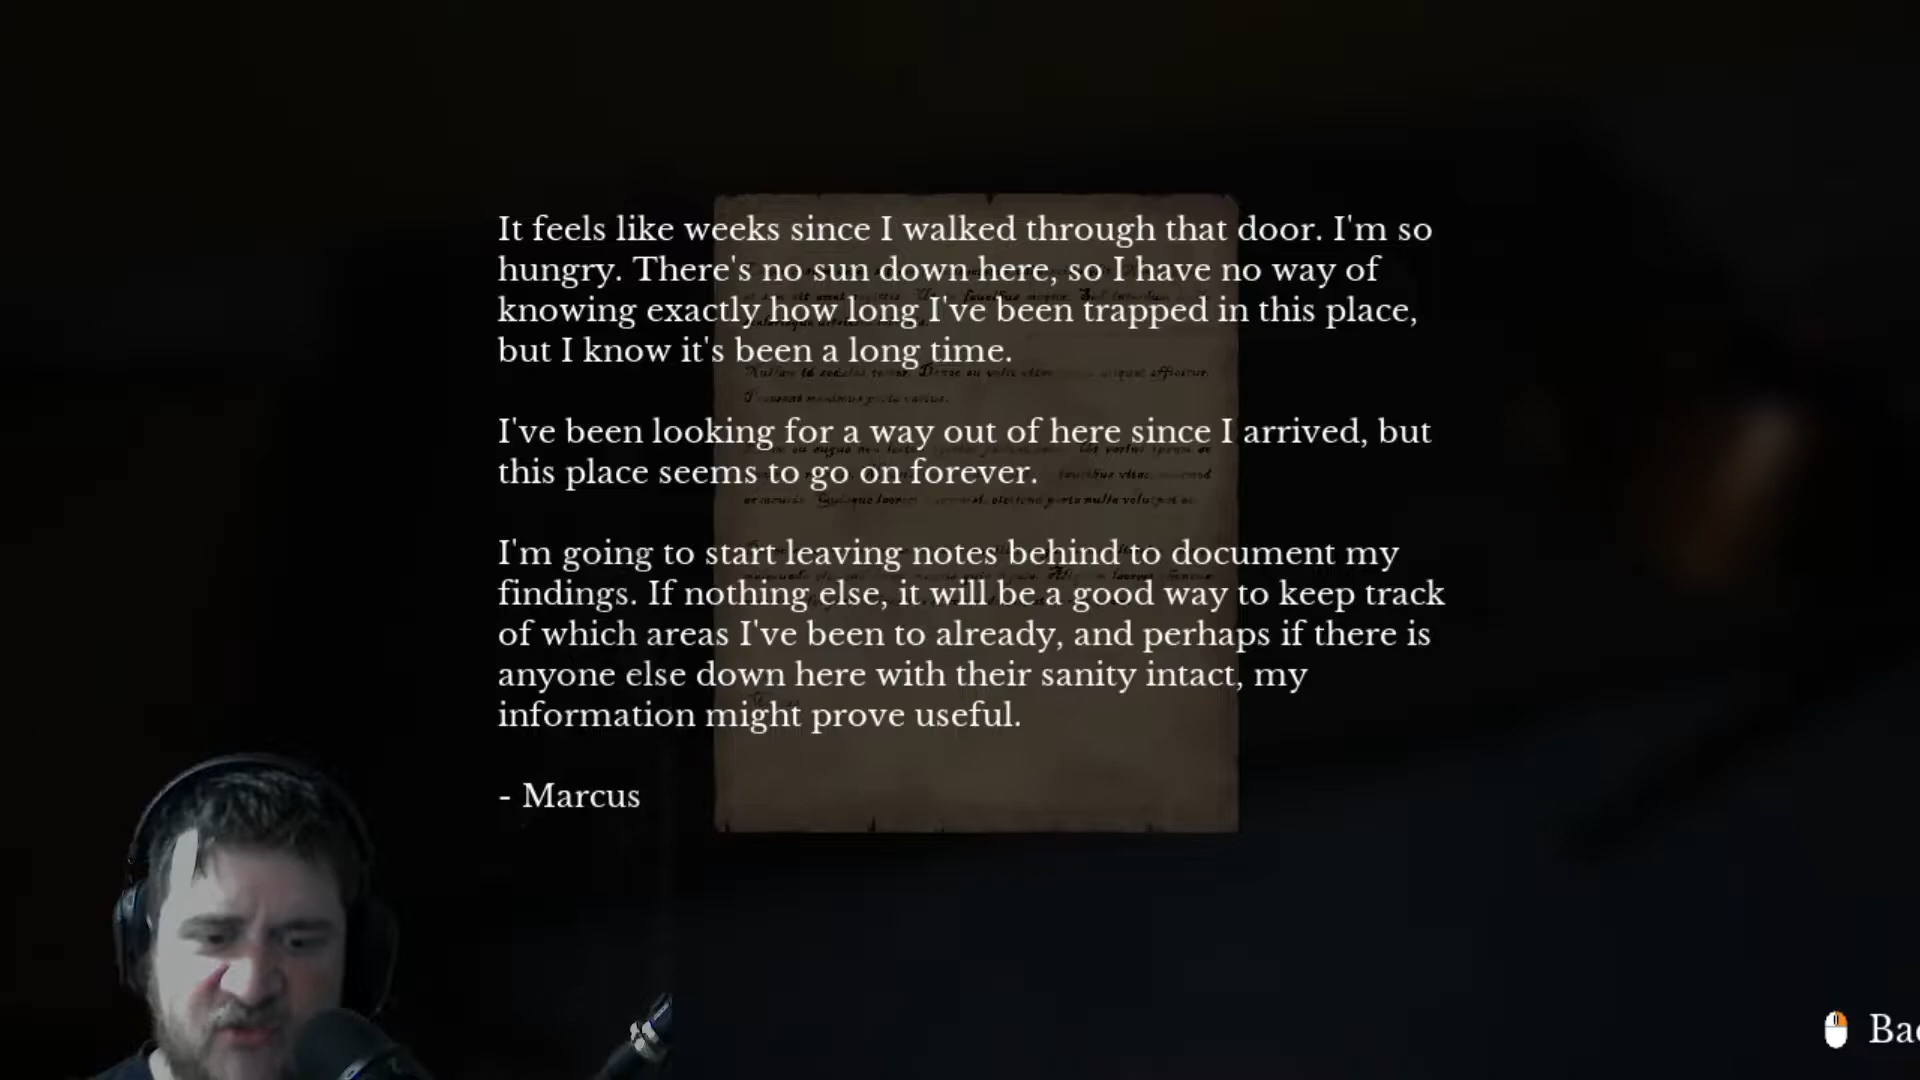 It feels like weeks since I walked through that door. I'm so
hungry. There's no sun down here, so I have no way of
knowing exactly how long I've been trapped in this place,
but I know it's been a long time.
I've been looking for a way out of here since I arrived, but
this place seems to go on forever.
I'm going to start leaving notes behind to document my
findings. If nothing else, it will be a good way to keep track
of which areas I've been to already, and perhaps if there is
anyone else down here with their sanity intact, my
information might prove useful.
- Marcus